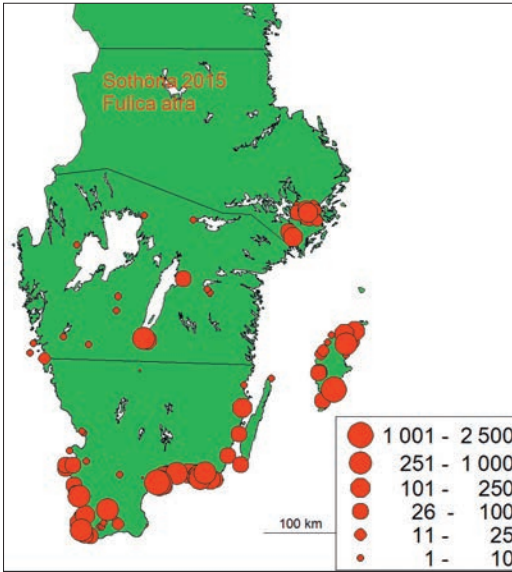 Sothöna 2015
Fulica atra
100 km
1 001 - 2 500
251 - 1 000
101 - 250
26 - 100
11 - 25
1 - 10